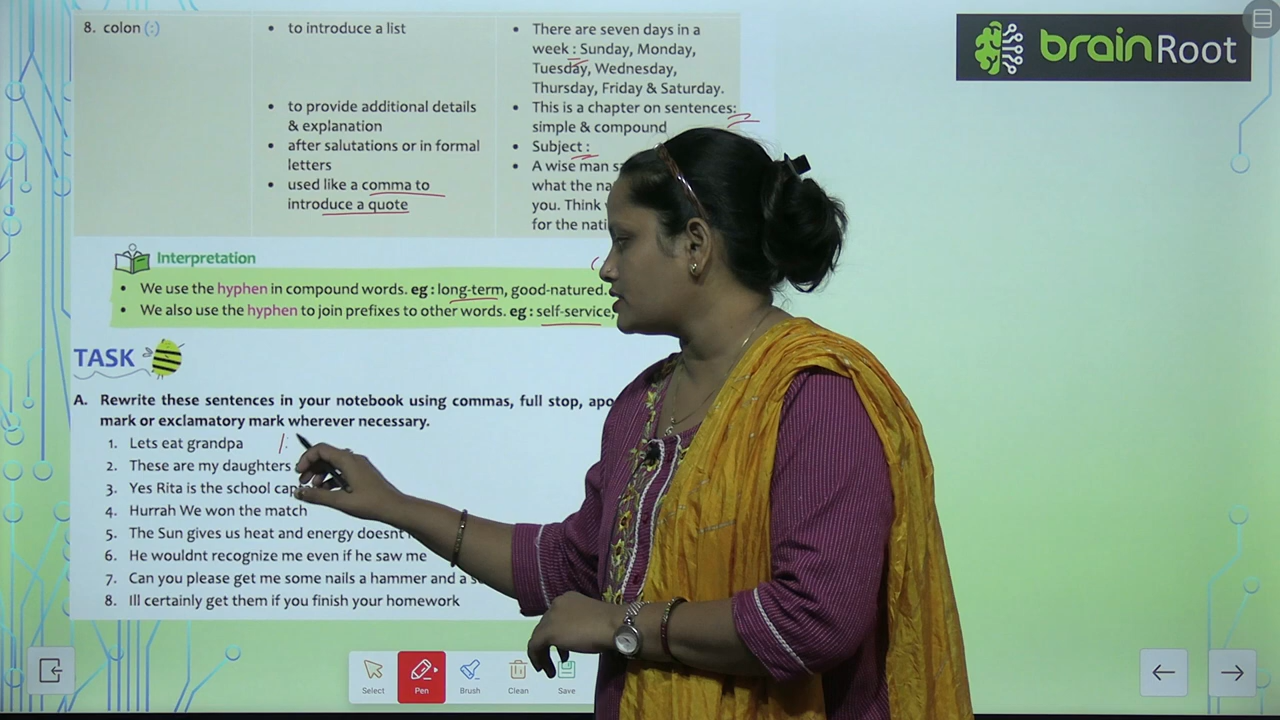 8. colon (:)
• to introduce a list
• There are seven days in a
week : Sunday, Monday,
Tuesday, Wednesday,
Thursday, Friday & Saturday.
• to provide additional details
& explanation
• This is a chapter on sentences:
simple & compound
• after salutations or in formal
letters
• Subject :
• used like a comma to
introduce a quote
• A wise man
what the
you. Think
for the
brainRoot
Interpretation
• We use the hyphen in compound words. eg : long-term, good-natured.
• We also use the hyphen to join prefixes to other words. eg : self-service,
TASK
A. Rewrite these sentences in your notebook using commas, full stop,
mark or exclamatory mark wherever necessary.
1. Lets eat grandpa
2. These are my daughters
3. Yes Rita is the school
4. Hurrah We won the match
5. The Sun gives us heat and energy doesnt
6. He wouldnt recognize me even if he saw me
7. Can you please get me some nails a hammer and a
8. Ill certainly get them if you finish your homework
Select
Pen
Brush
Clean
Save